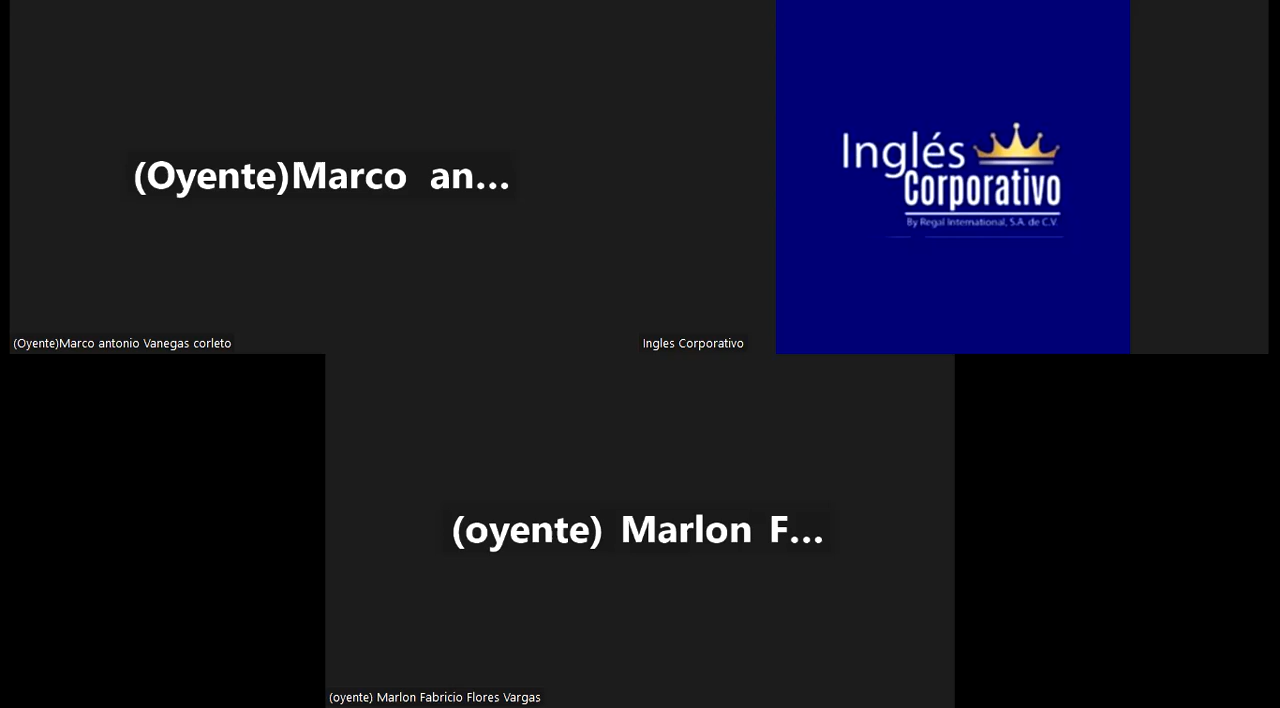 (Oyente)Marco an...
Inglés
Corporativo
By Regal International, S.A. de C.V.
(Oyente)Marco antonio Vanegas corleto
Ingles Corporativo
(oyente) Marlon F...
(oyente) Marlon Fabricio Flores Vargas